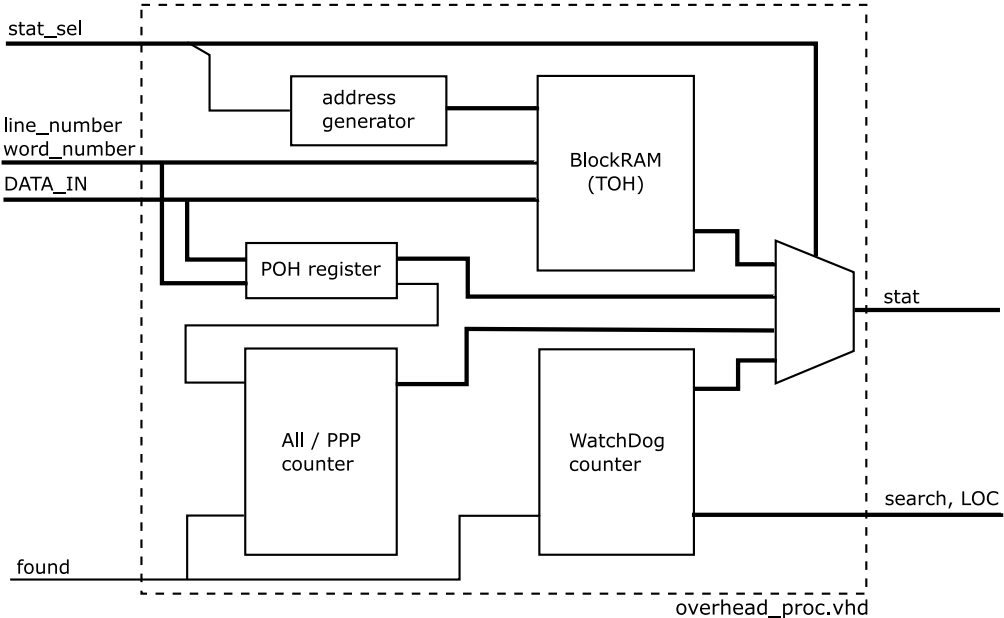 stat_sel
address
generator
line_number
word_number
BlockRAM
(TOH)
DATA_IN
POH register
stat
All / PPP
counter
WatchDog
counter
search, LOC
found
overhead_proc.vhd